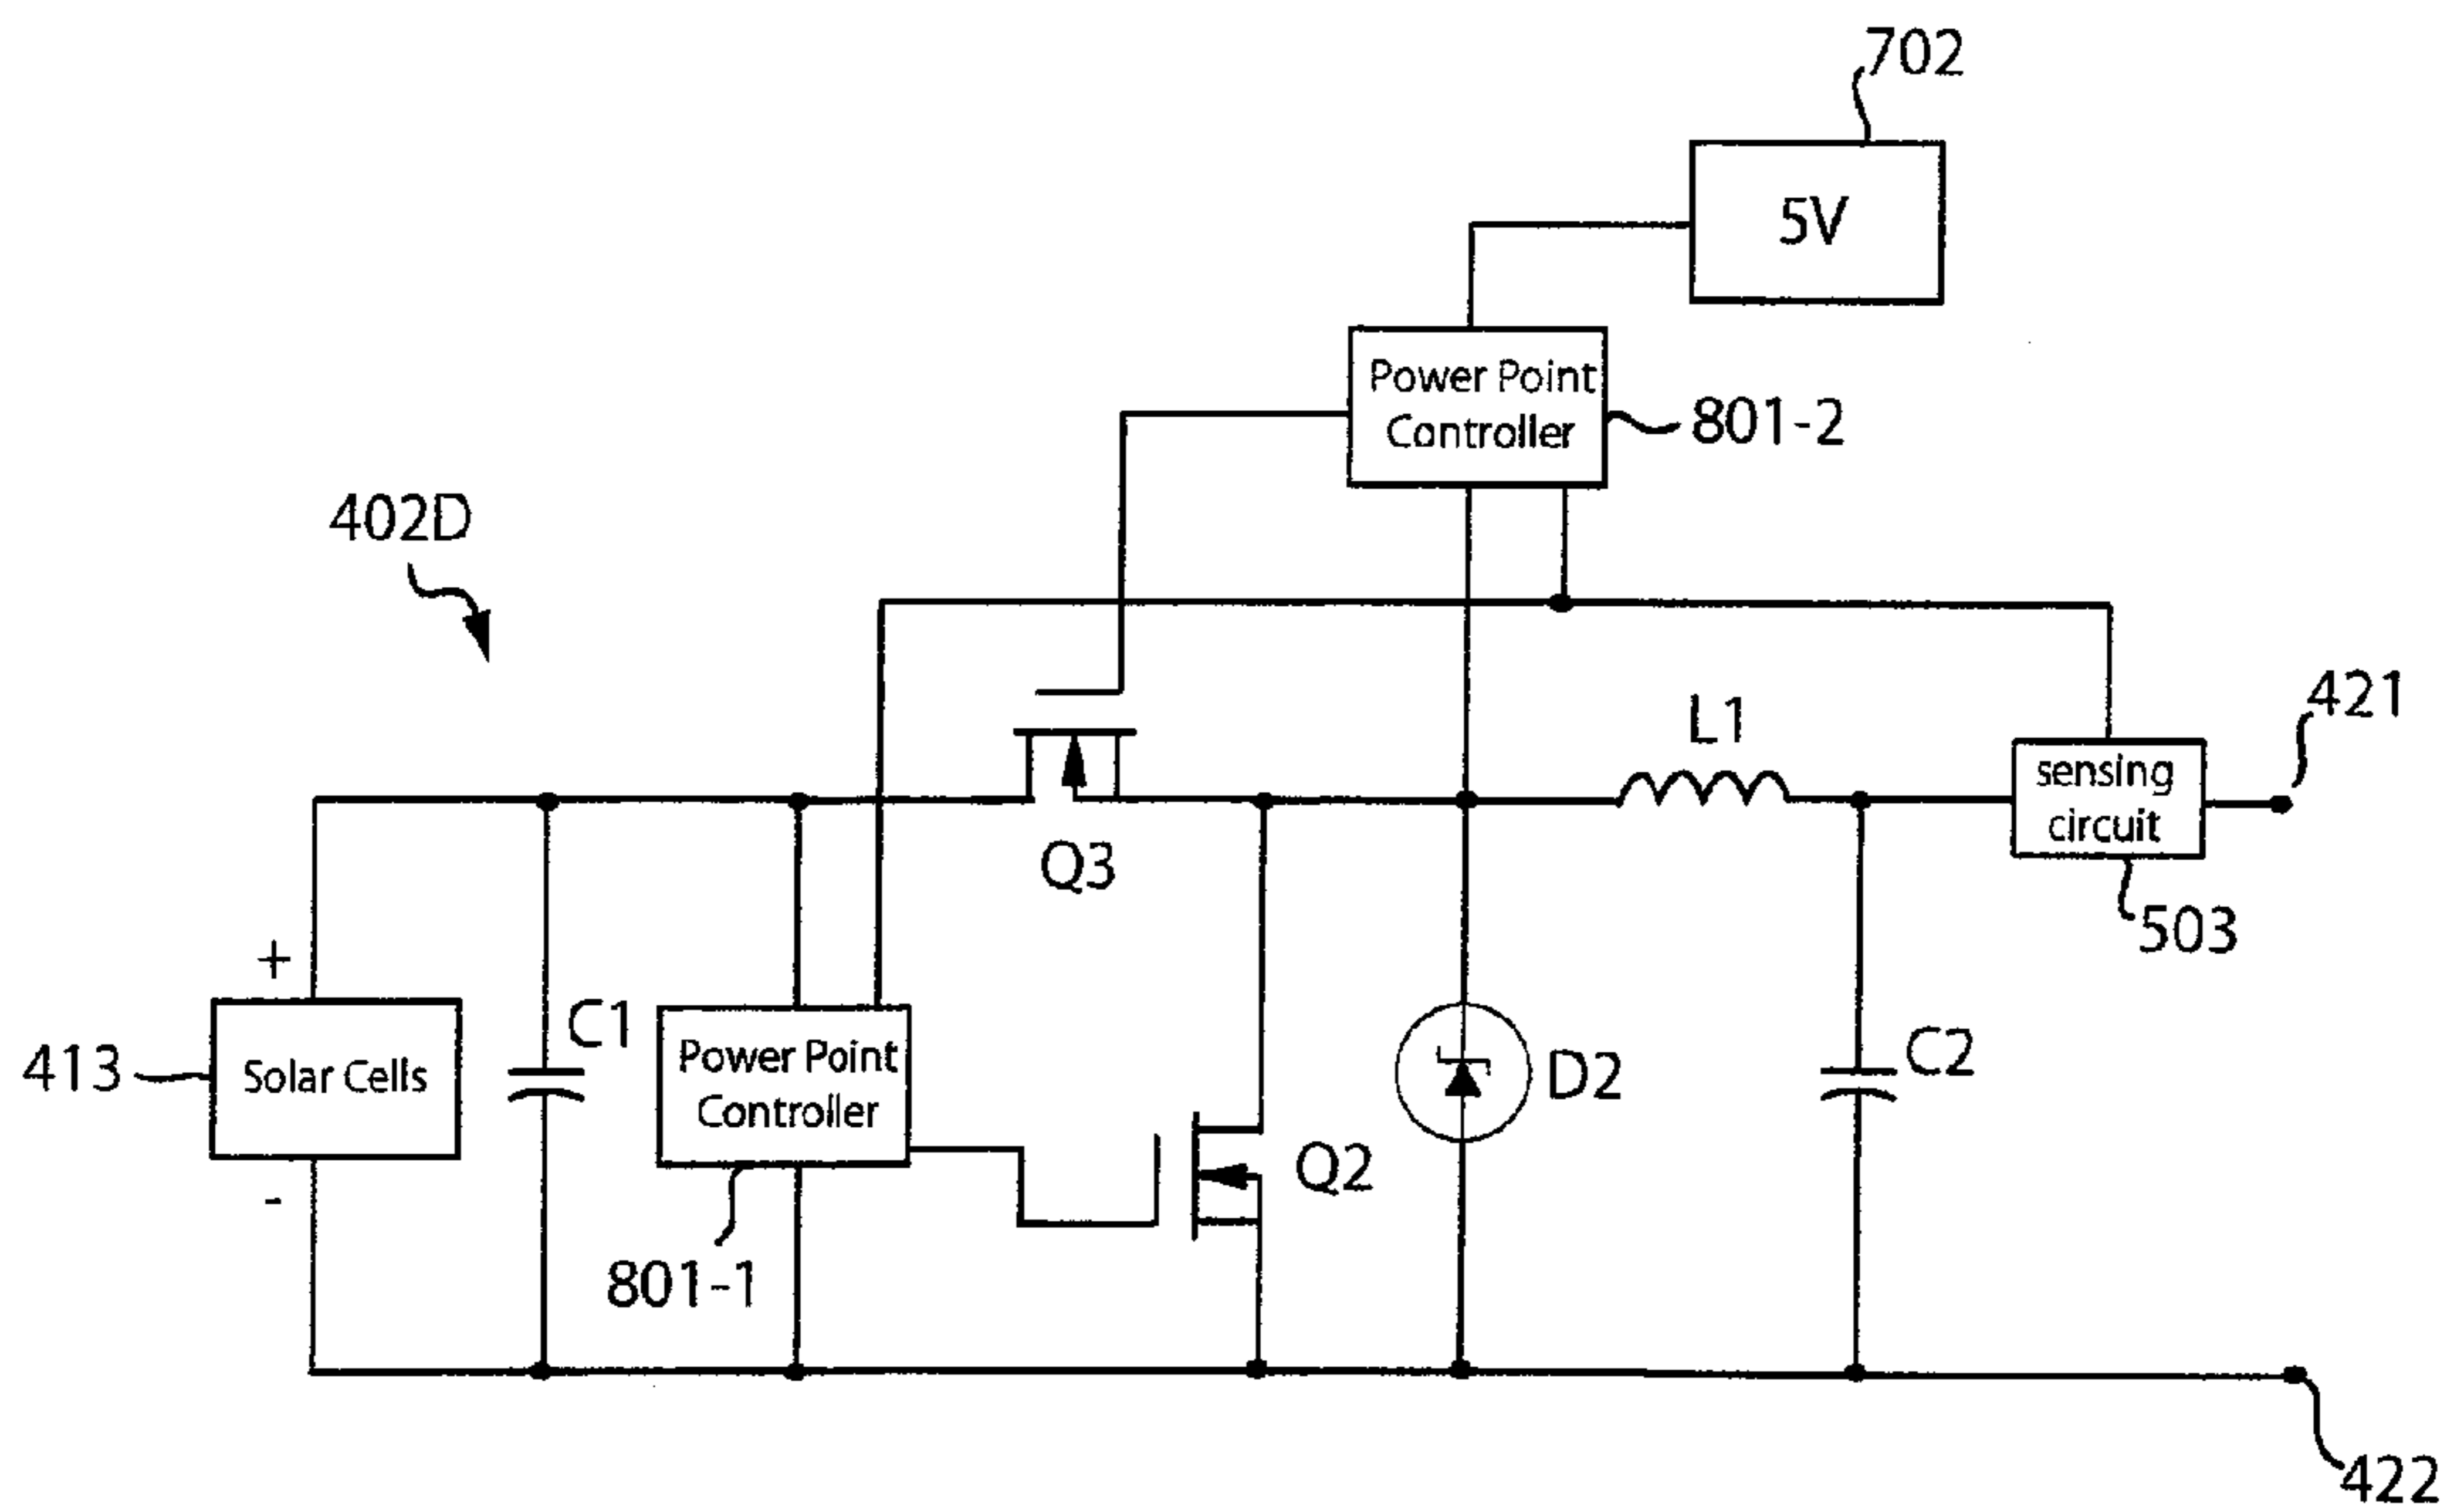 702
5V
Power Point
Controller
801-2
402D
421
L1
sensing
circuit
Q3
503
+
C1
413
Solar Cells
Power Point
Controller
D2
C2
-
Q2
801-1
422